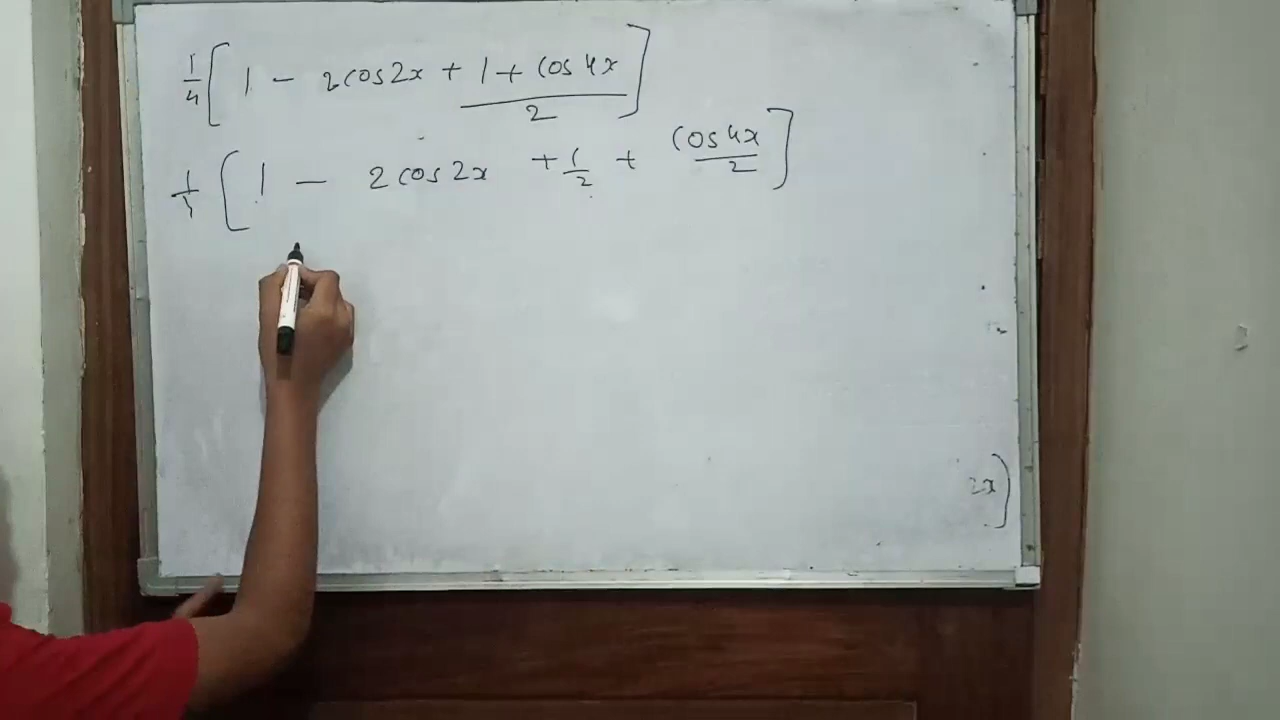 1/4 [ 1 - 2cos2x + (1 + cos4x)/2 ]
1/4 [ 1 - 2cos2x + 1/2 + cos4x/2 ]
2x)